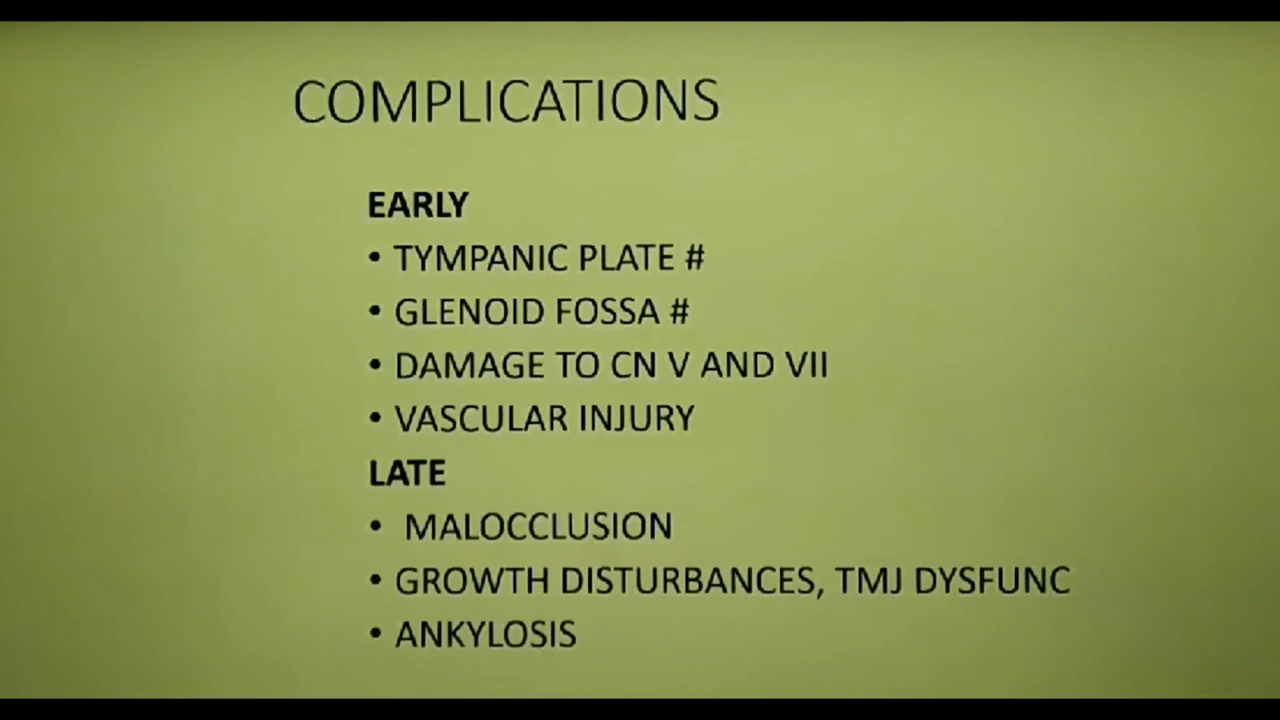 COMPLICATIONS
EARLY
• TYMPANIC PLATE #
• GLENOID FOSSA #
• DAMAGE TO CN V AND VII
• VASCULAR INJURY
LATE
• MALOCCLUSION
• GROWTH DISTURBANCES, TMJ DYSFUNC
• ANKYLOSIS